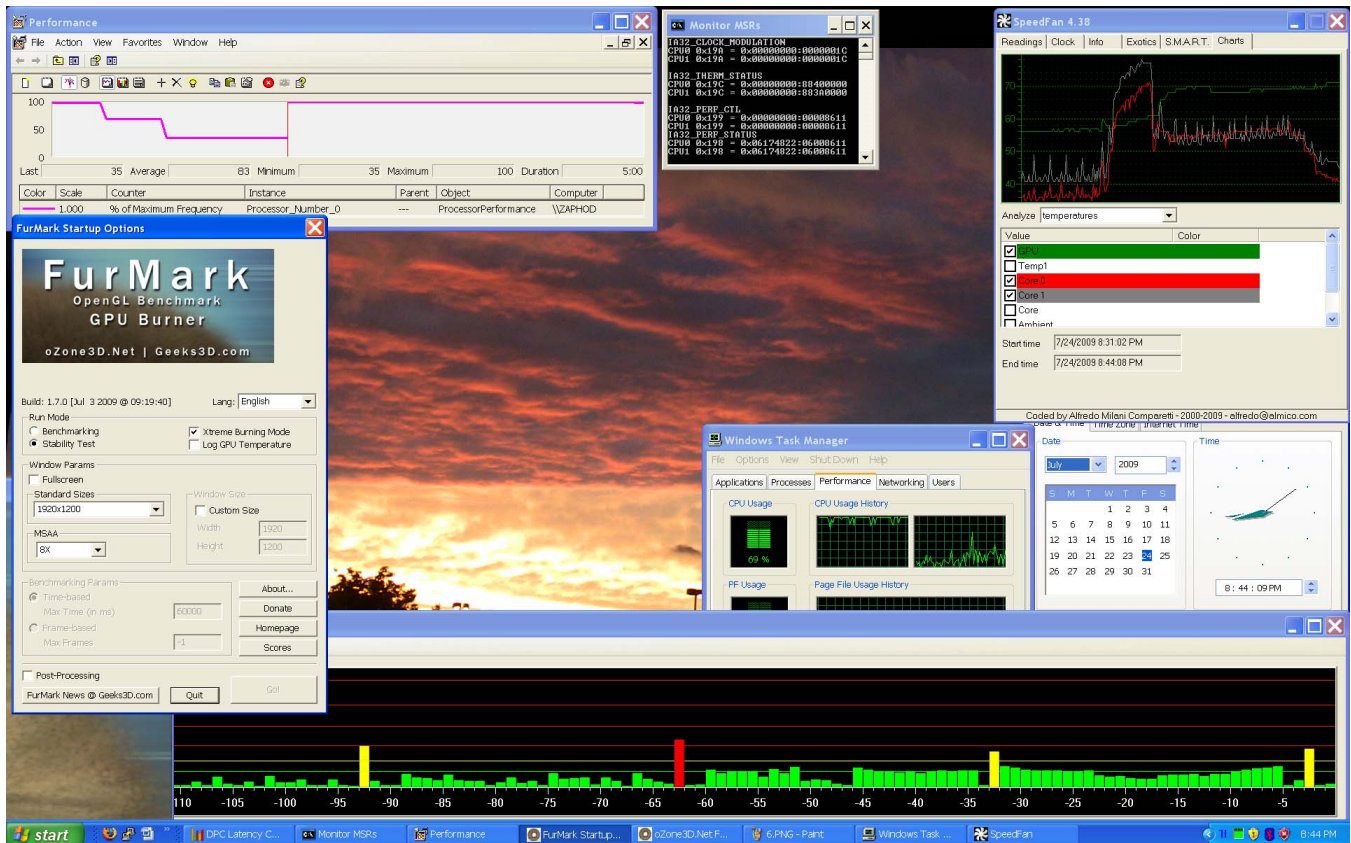 Performance
File Action View Favorites Window Help
100
50
0
Last 35 Average 83 Minimum 35 Maximum 100 Duration 5:00
Color Scale Counter Instance Parent Object Computer
1.000 % of Maximum Frequency Processor_Number_0 --- ProcessorPerformance \\ZAPHOD
Monitor MSRs
IA32_CLOCK_MODULATION
CPU0 0x19A = 0x00000000:0000001C
CPU1 0x19A = 0x00000000:0000001C
IA32_THERM_STATUS
CPU0 0x19C = 0x00000000:88400000
CPU1 0x19C = 0x00000000:883A0000
IA32_PERF_CTL
CPU0 0x199 = 0x00000000:00008611
CPU1 0x199 = 0x00000000:00008611
IA32_PERF_STATUS
CPU0 0x198 = 0x06174822:06008611
CPU1 0x198 = 0x06174822:06008611
SpeedFan 4.38
Readings Clock Info Exotics S.M.A.R.T. Charts
70
60
50
40
Analyze temperatures
Value Color
GPU
Temp1
Core 0
Core 1
Core
Ambient
Start time 7/24/2009 8:31:02 PM
End time 7/24/2009 8:44:08 PM
Coded by Alfredo Milani Comparetti - 2000-2009 - alfredo@almico.com
FurMark Startup Options
FurMark
OpenGL Benchmark
GPU Burner
oZone3D.Net | Geeks3D.com
Build: 1.7.0 [Jul 3 2009 @ 09:19:40] Lang: English
Run Mode
Benchmarking Xtreme Burning Mode
Stability Test Log GPU Temperature
Window Params
Fullscreen
Standard Sizes Window Size
1920x1200 Custom Size
Width 1920
MSAA
8X Height 1200
Benchmarking Params About...
Time-based
Max Time (in ms) 60000 Donate
Frame-based Homepage
Max Frames -1 Scores
Post-Processing
FurMark News @ Geeks3D.com Quit Go!
Windows Task Manager
File Options View Shut Down Help
Applications Processes Performance Networking Users
CPU Usage CPU Usage History
69 %
PF Usage Page File Usage History
Date & Time Time Zone Internet Time
Date Time
July 2009
S M T W T F S
1 2 3 4
5 6 7 8 9 10 11
12 13 14 15 16 17 18
19 20 21 22 23 24 25
26 27 28 29 30 31
8 : 44 : 09 PM
110 -105 -100 -95 -90 -85 -80 -75 -70 -65 -60 -55 -50 -45 -40 -35 -30 -25 -20 -15 -10 -5
start DPC Latency C... Monitor MSRs Performance FurMark Startup... oZone3D.Net F... 6.PNG - Paint Windows Task ... SpeedFan 8:44 PM